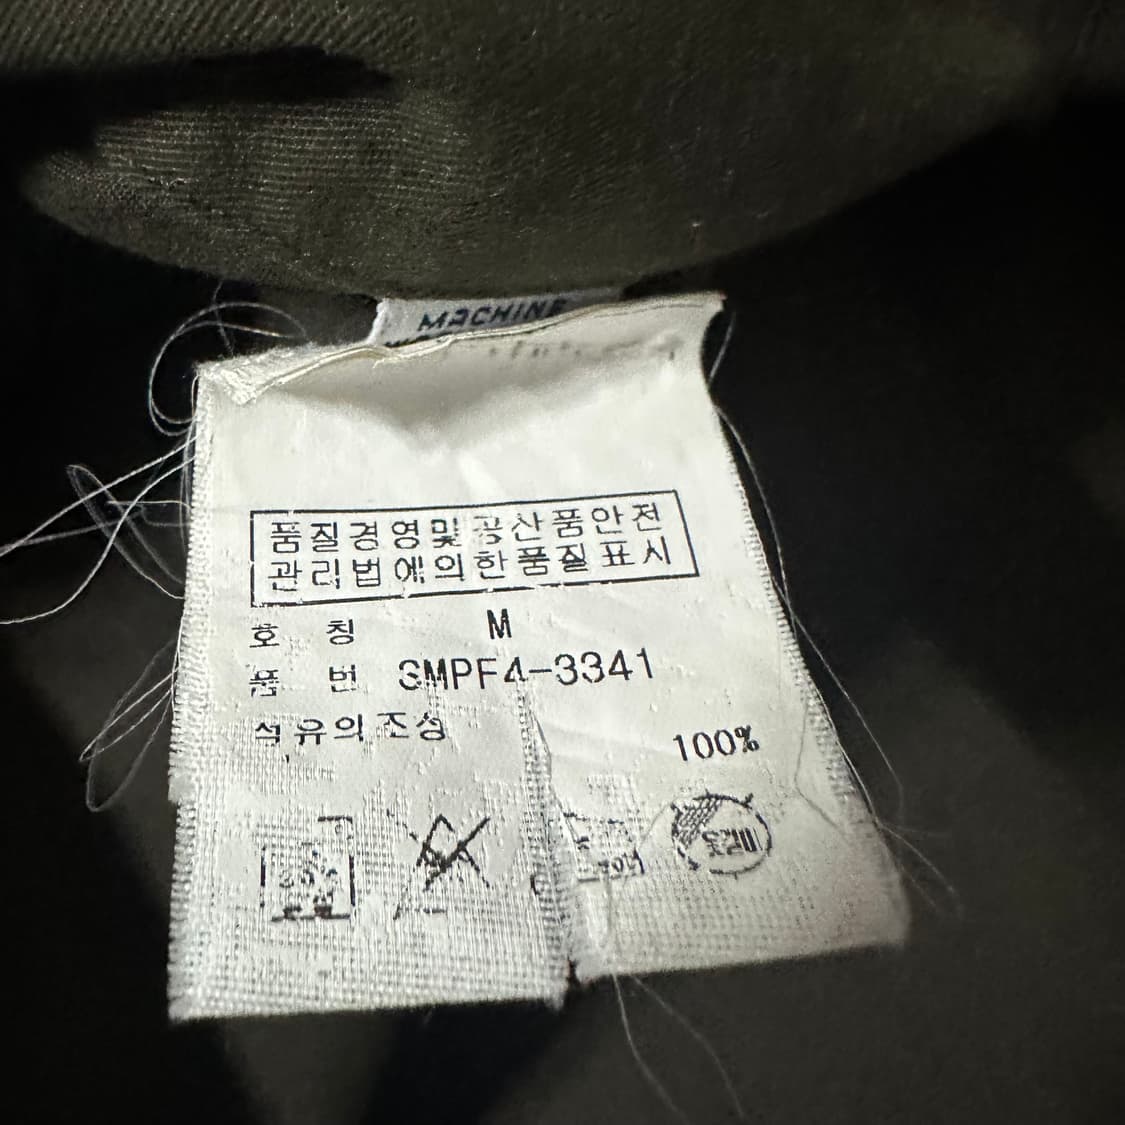 MACHINE
품질경영및공산품안전
관리법에의한품질표시
호 칭 M
품 번 SMPF4-3341
섬유의조성
100%